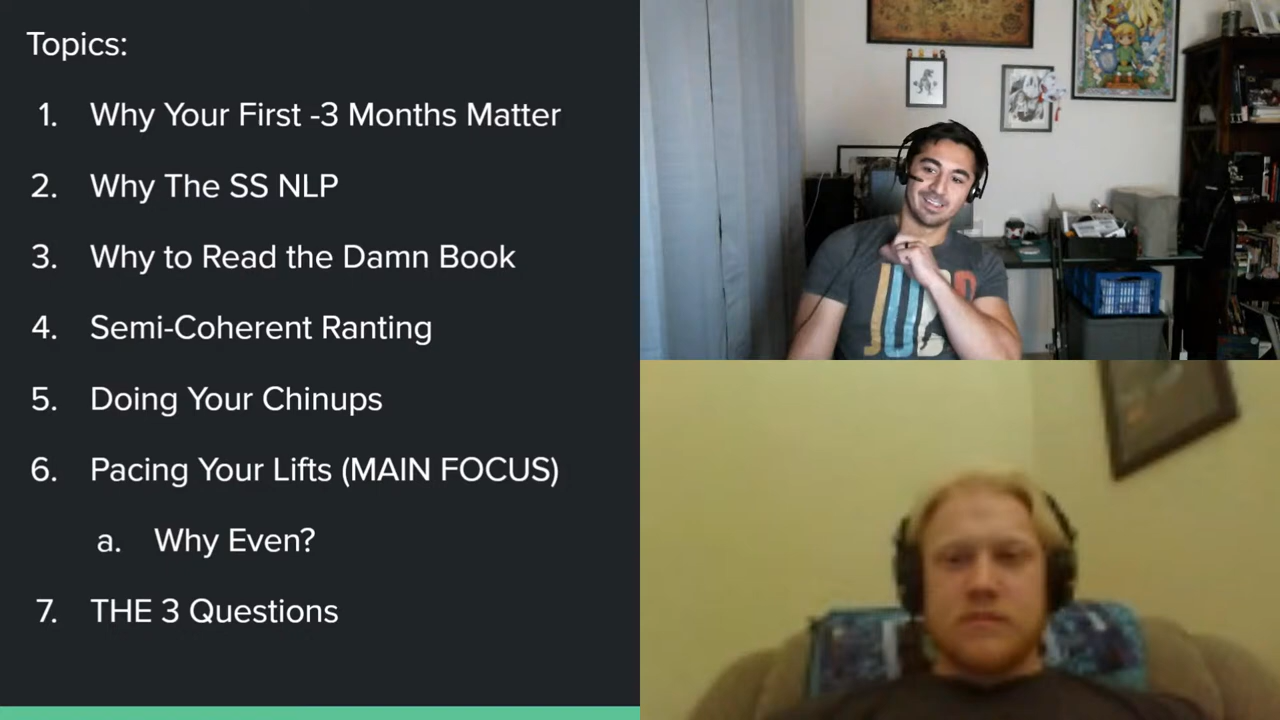 Topics:
1. Why Your First -3 Months Matter
2. Why The SS NLP
3. Why to Read the Damn Book
4. Semi-Coherent Ranting
5. Doing Your Chinups
6. Pacing Your Lifts (MAIN FOCUS)
a. Why Even?
7. THE 3 Questions
JUDO